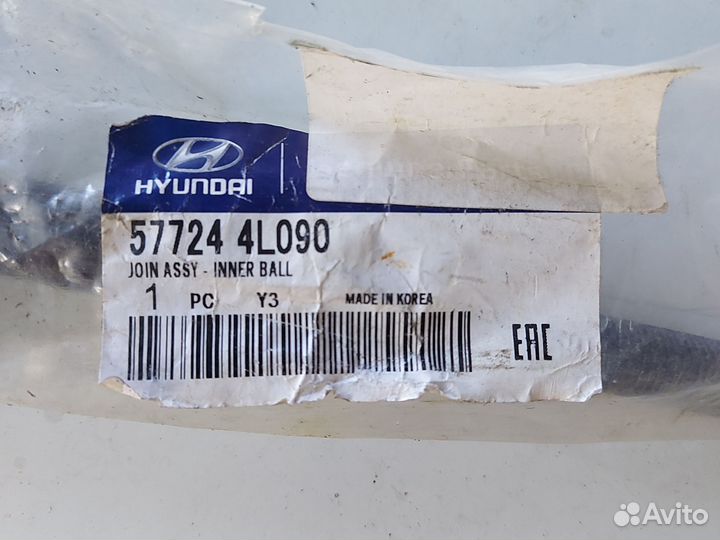 HYUNDAI
57724 4L090
JOIN ASSY - INNER BALL
1 PC Y3 MADE IN KOREA
EAC
Avito